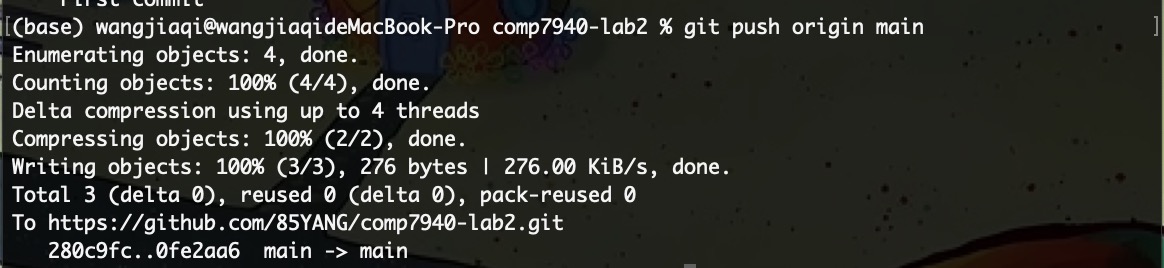 First commit
[(base) wangjiaqi@wangjiaqideMacBook-Pro comp7940-lab2 % git push origin main ]
Enumerating objects: 4, done.
Counting objects: 100% (4/4), done.
Delta compression using up to 4 threads
Compressing objects: 100% (2/2), done.
Writing objects: 100% (3/3), 276 bytes | 276.00 KiB/s, done.
Total 3 (delta 0), reused 0 (delta 0), pack-reused 0
To https://github.com/85YANG/comp7940-lab2.git
   280c9fc..0fe2aa6  main -> main